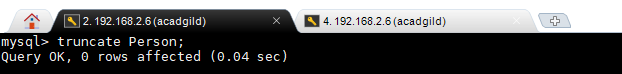 2. 192.168.2.6 (acadgild)
4. 192.168.2.6 (acadgild)
mysql> truncate Person;
Query OK, 0 rows affected (0.04 sec)